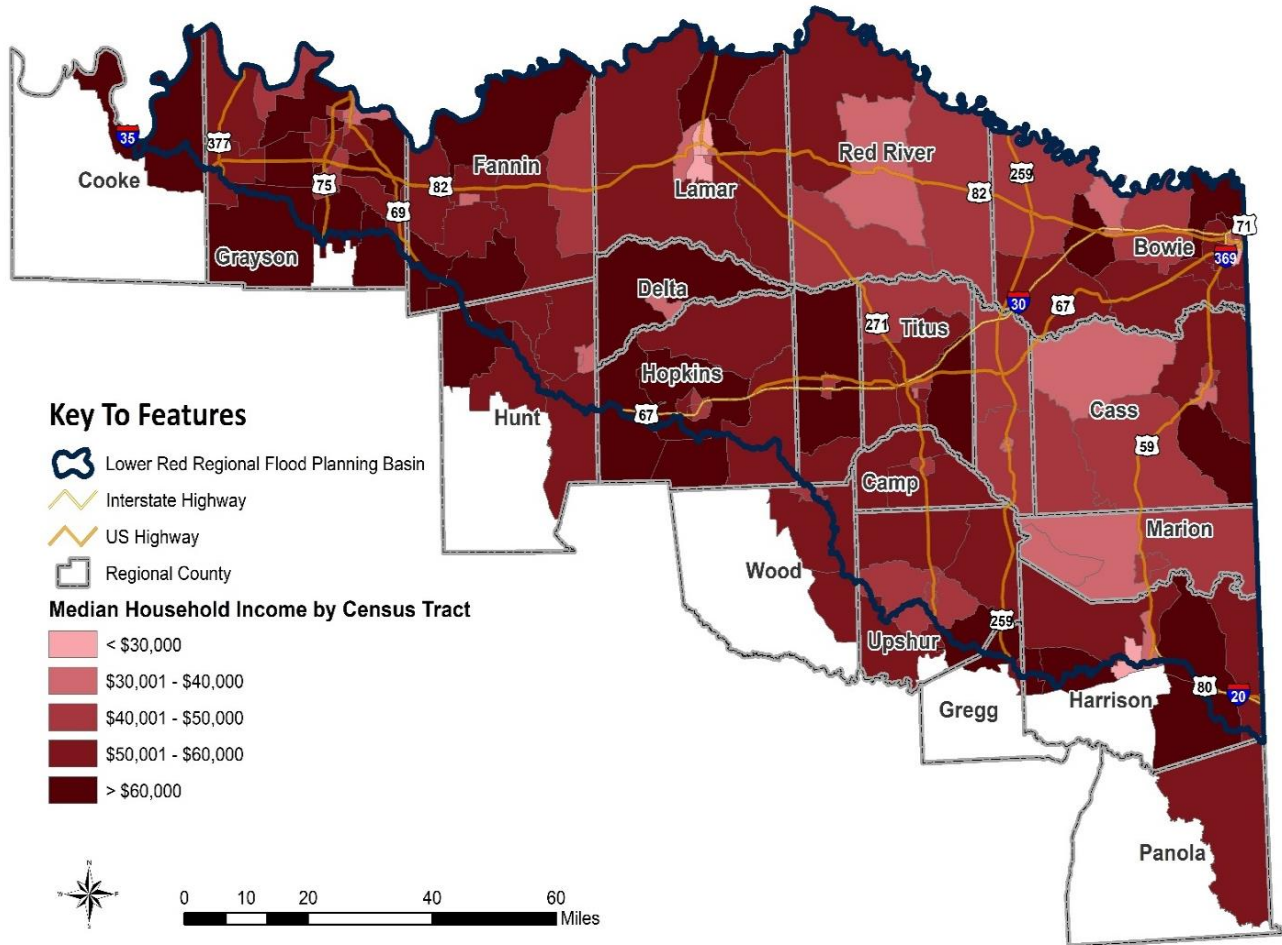 35
377
Cooke
75
82
Fannin
69
Grayson
Lamar
Red River
82
259
71
Bowie
369
Delta
30
67
271
Titus
Hopkins
67
Hunt
Cass
59
Camp
Marion
Wood
259
Upshur
Gregg
Harrison
80
20
Panola
Key To Features
Lower Red Regional Flood Planning Basin
Interstate Highway
US Highway
Regional County
Median Household Income by Census Tract
< $30,000
$30,001 - $40,000
$40,001 - $50,000
$50,001 - $60,000
> $60,000
N
W E
S
0 10 20 40 60
Miles